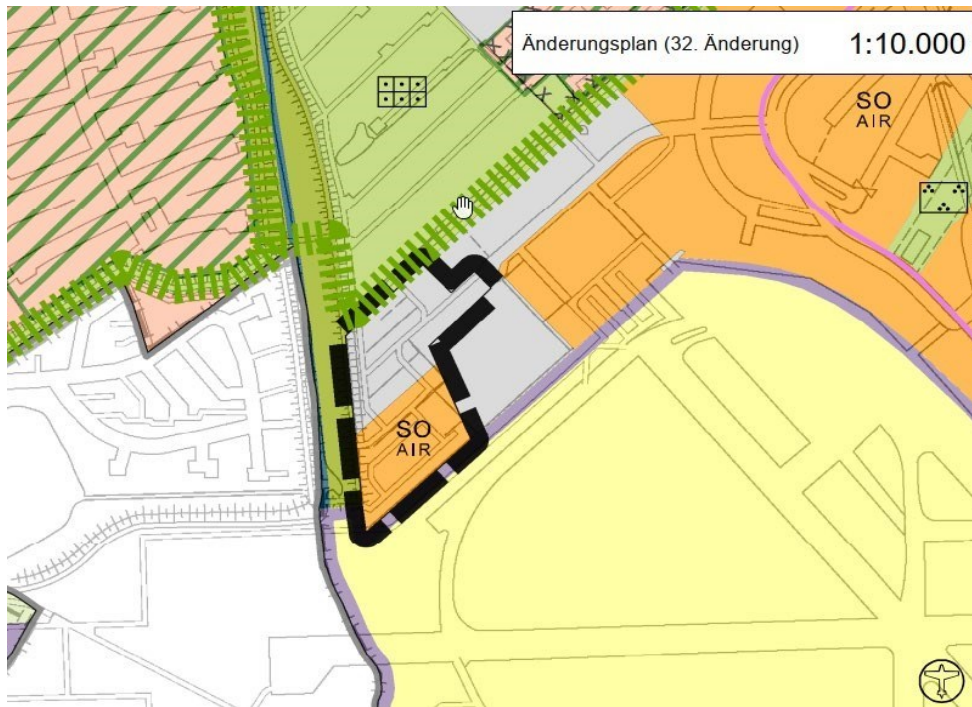 Änderungsplan (32. Änderung) 1:10.000
SO
AIR
SO
AIR